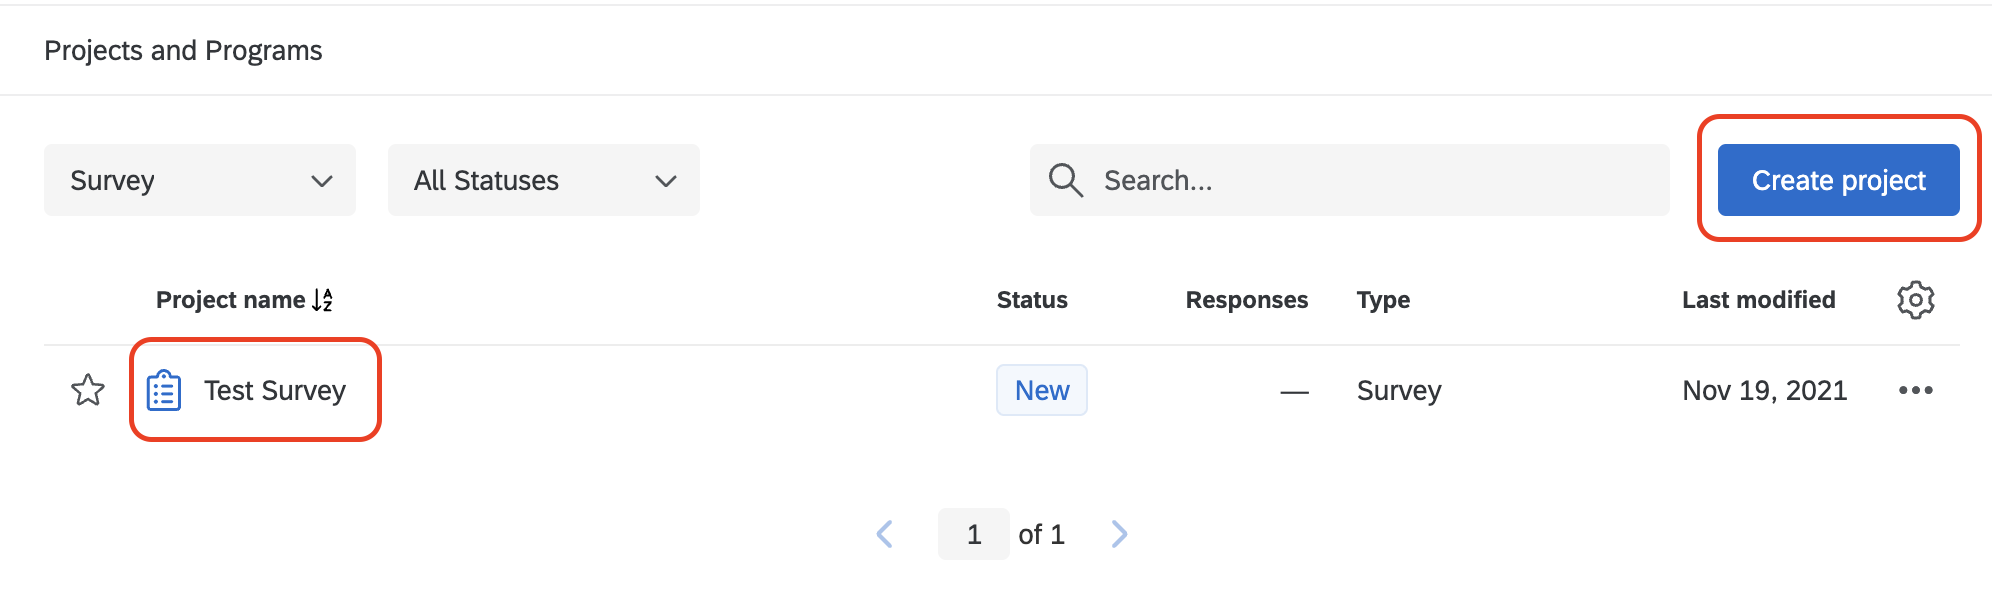 Projects and Programs
Survey All Statuses Search... Create project
Project name Status Responses Type Last modified
Test Survey New — Survey Nov 19, 2021
1 of 1